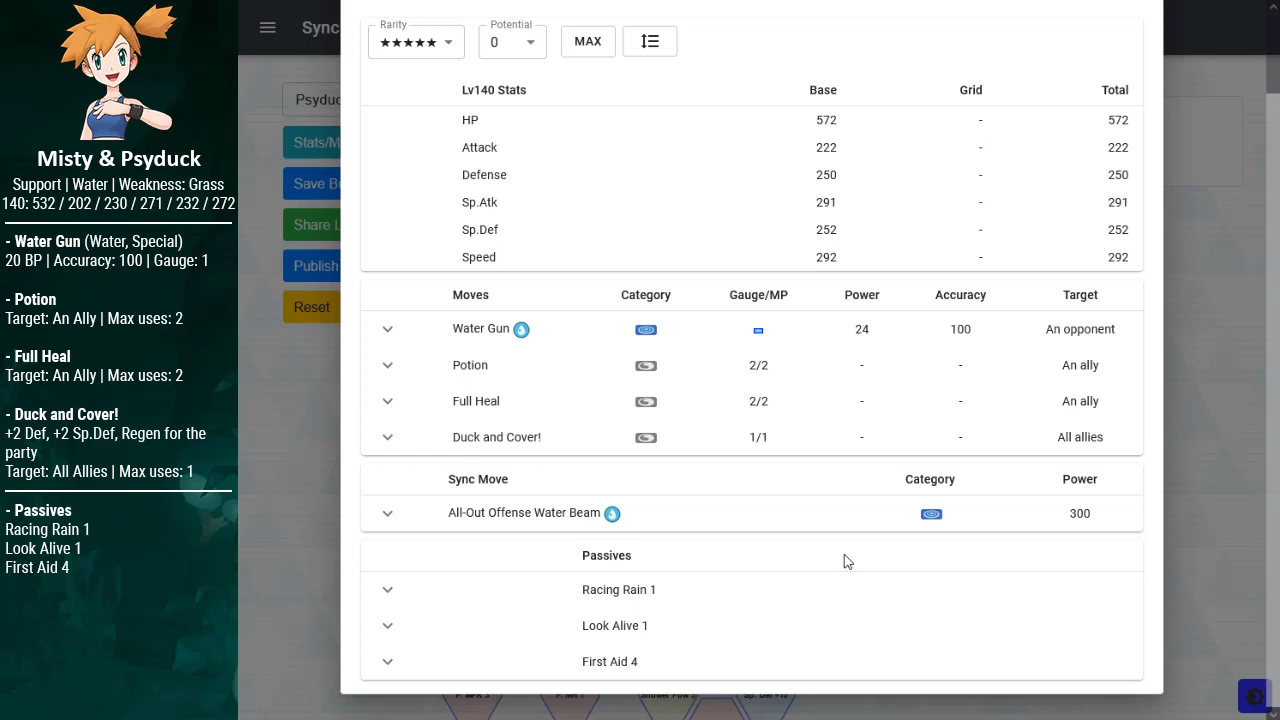 Misty & Psyduck
Support | Water | Weakness: Grass
140: 532 / 202 / 230 / 271 / 232 / 272
- Water Gun (Water, Special)
20 BP | Accuracy: 100 | Gauge: 1
- Potion
Target: An Ally | Max uses: 2
- Full Heal
Target: An Ally | Max uses: 2
- Duck and Cover!
+2 Def, +2 Sp.Def, Regen for the
party
Target: All Allies | Max uses: 1
- Passives
Racing Rain 1
Look Alive 1
First Aid 4
Sync
Psyduc
Stats/M
Save B
Share L
Publish
Reset
Rarity Potential
★★★★★ 0 MAX
Lv140 Stats Base Grid Total
HP 572 - 572
Attack 222 - 222
Defense 250 - 250
Sp.Atk 291 - 291
Sp.Def 252 - 252
Speed 292 - 292
Moves Category Gauge/MP Power Accuracy Target
Water Gun 24 100 An opponent
Potion 2/2 - - An ally
Full Heal 2/2 - - An ally
Duck and Cover! 1/1 - - All allies
Sync Move Category Power
All-Out Offense Water Beam 300
Passives
Racing Rain 1
Look Alive 1
First Aid 4